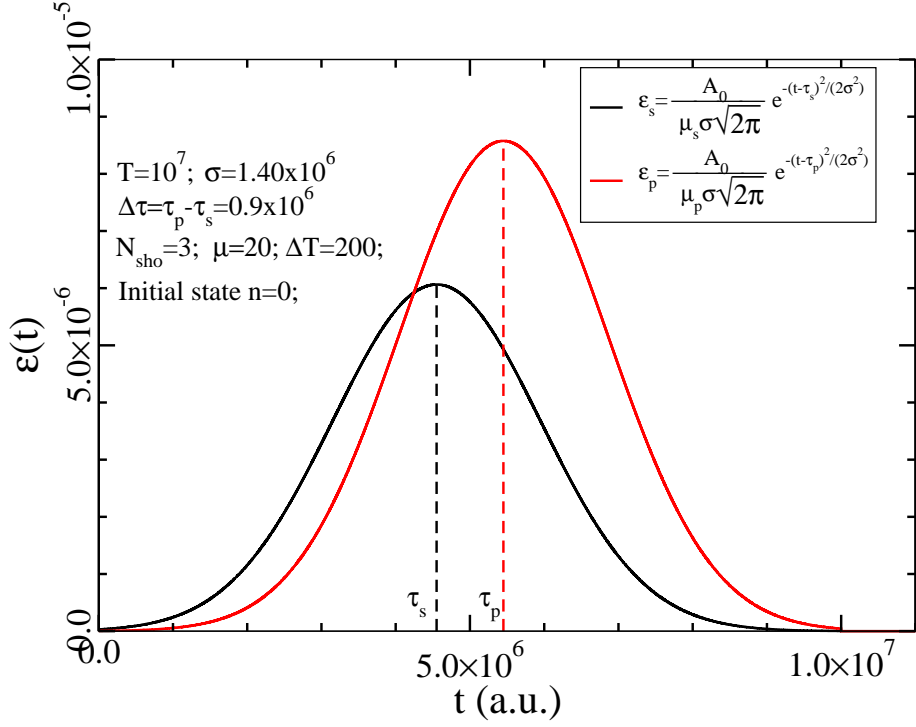 1.0×10⁻⁵
ε_s= A₀ / μ_sσ√2π e^{-(t-τ_s)²/(2σ²)}
ε_p= A₀ / μ_pσ√2π e^{-(t-τ_p)²/(2σ²)}
T=10⁷; σ=1.40x10⁶
Δτ=τ_p-τ_s=0.9x10⁶
N_sho=3; μ=20; ΔT=200;
Initial state n=0;
ε(t)
5.0×10⁻⁶
τ_s
τ_p
0.0
0.0
5.0×10⁶
1.0×10⁷
t (a.u.)